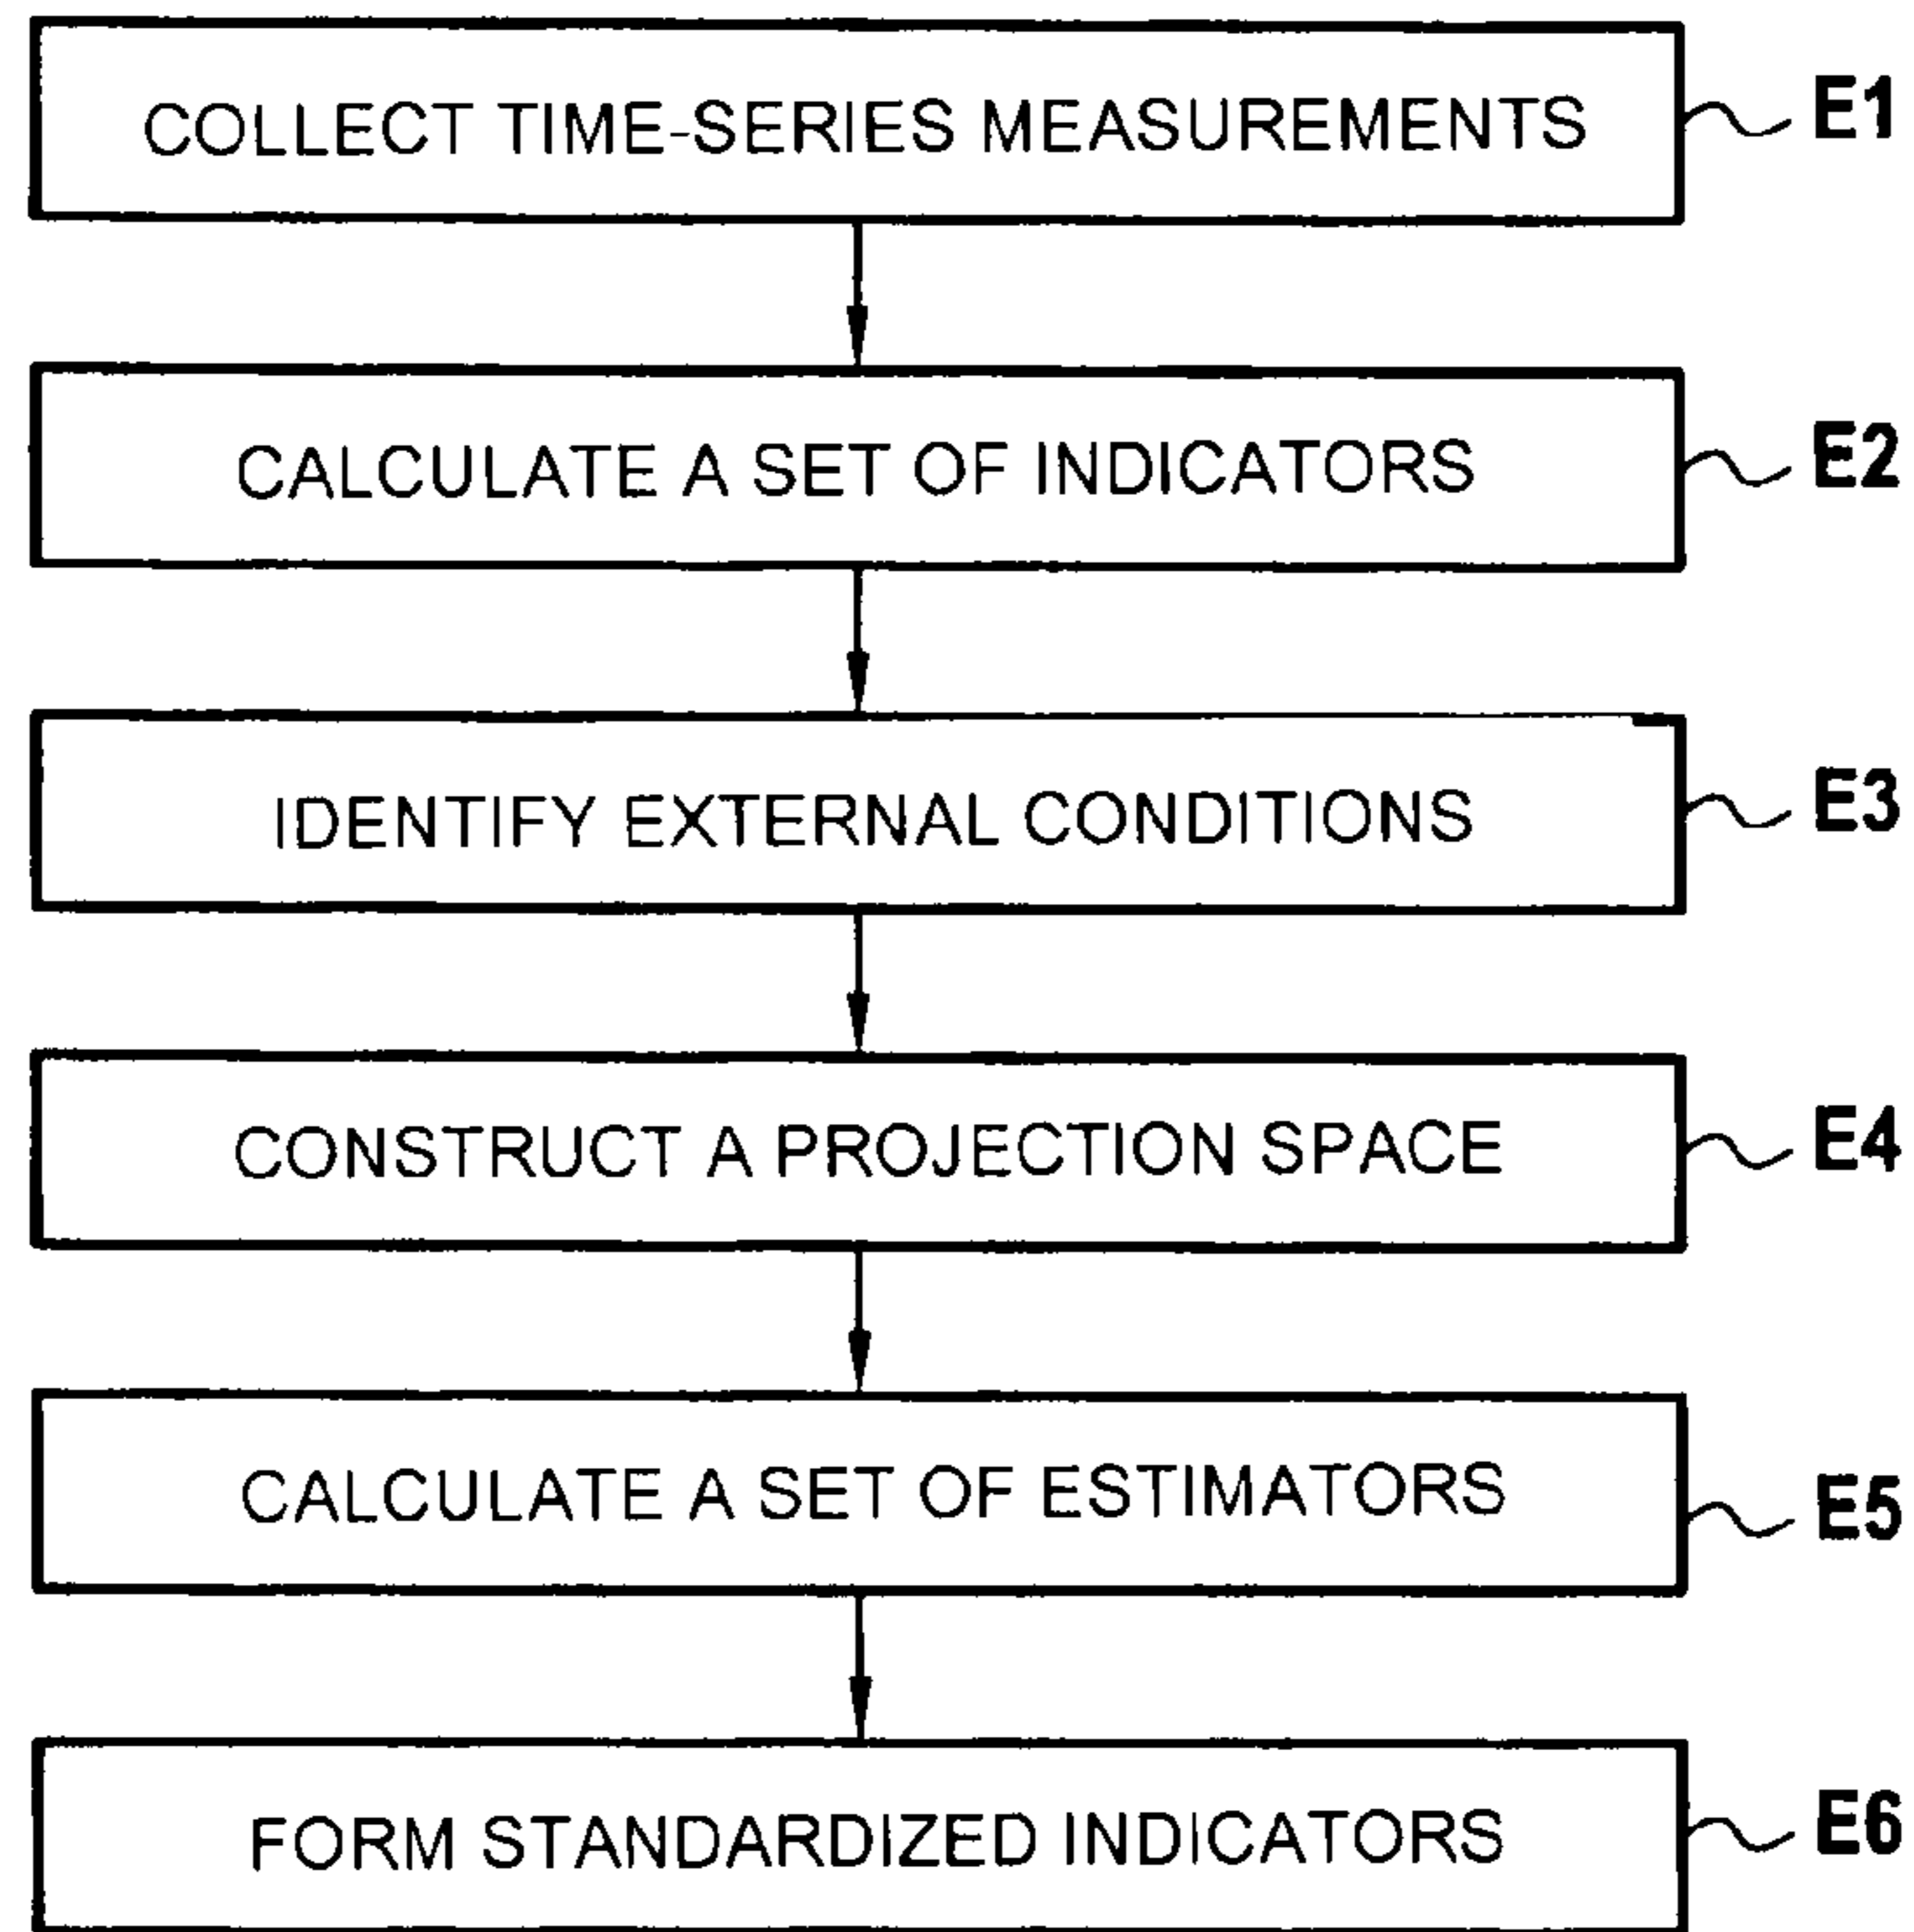 COLLECT TIME-SERIES MEASUREMENTS E1
CALCULATE A SET OF INDICATORS E2
IDENTIFY EXTERNAL CONDITIONS E3
CONSTRUCT A PROJECTION SPACE E4
CALCULATE A SET OF ESTIMATORS E5
FORM STANDARDIZED INDICATORS E6